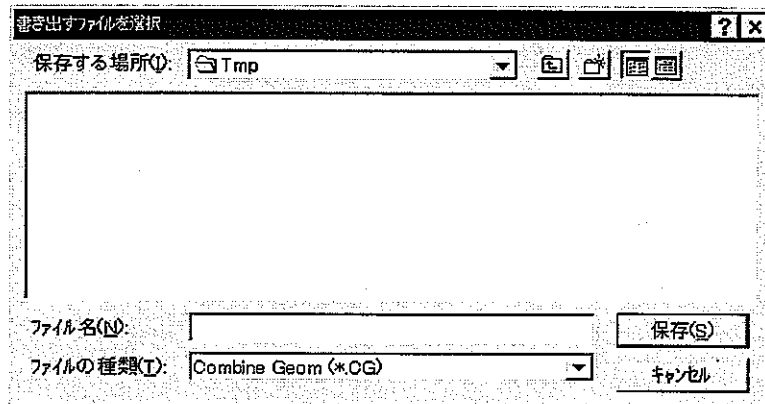 書き出すファイルを選択
保存する場所(I): Tmp
ファイル名(N):
保存(S)
ファイルの種類(T): Combine Geom (*.CG)
キャンセル